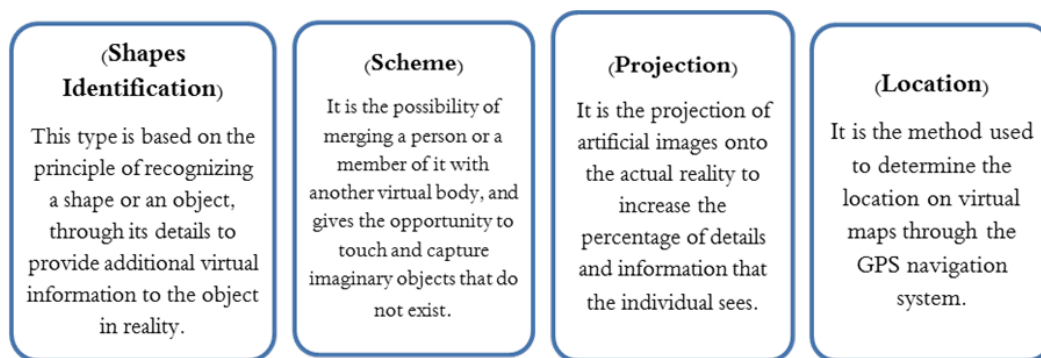 (Shapes
Identification)
This type is based on the
principle of recognizing
a shape or an object,
through its details to
provide additional virtual
information to the object
in reality.
(Scheme)
It is the possibility of
merging a person or a
member of it with
another virtual body, and
gives the opportunity to
touch and capture
imaginary objects that do
not exist.
(Projection)
It is the projection of
artificial images onto
the actual reality to
increase the
percentage of details
and information that
the individual sees.
(Location)
It is the method used
to determine the
location on virtual
maps through the
GPS navigation
system.